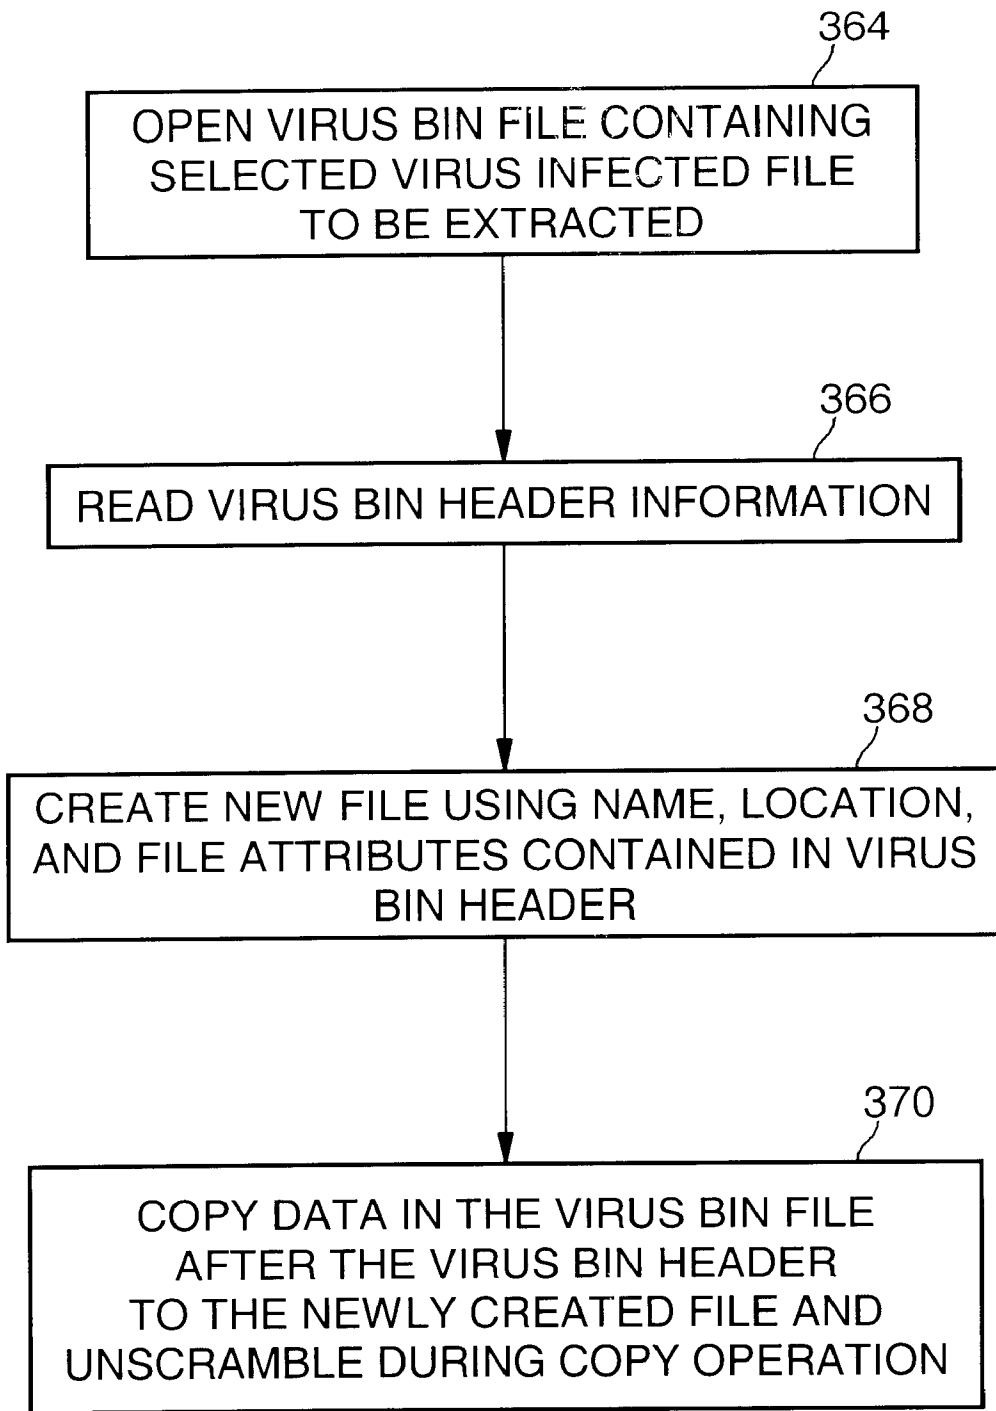 364
OPEN VIRUS BIN FILE CONTAINING
SELECTED VIRUS INFECTED FILE
TO BE EXTRACTED
366
READ VIRUS BIN HEADER INFORMATION
368
CREATE NEW FILE USING NAME, LOCATION,
AND FILE ATTRIBUTES CONTAINED IN VIRUS
BIN HEADER
370
COPY DATA IN THE VIRUS BIN FILE
AFTER THE VIRUS BIN HEADER
TO THE NEWLY CREATED FILE AND
UNSCRAMBLE DURING COPY OPERATION